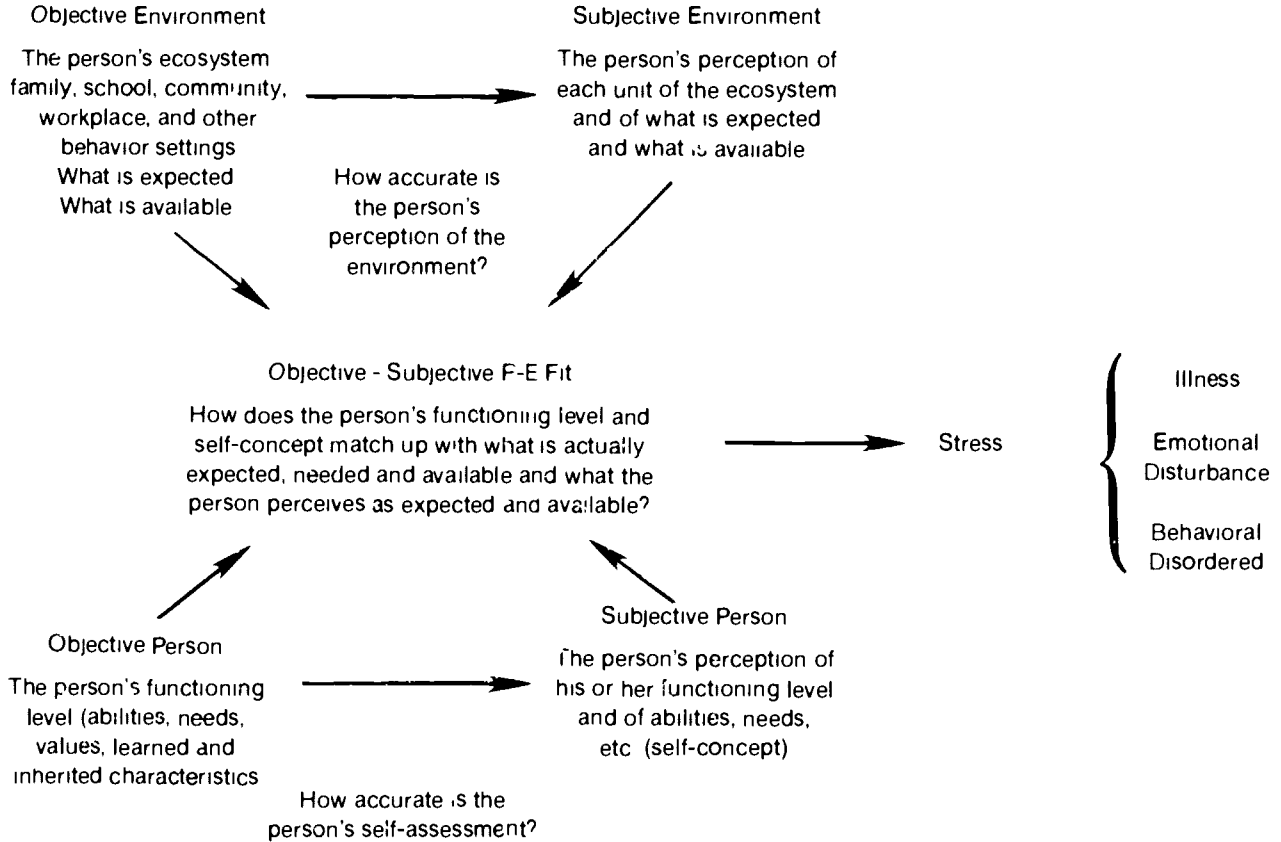 Objective Environment
The person's ecosystem
family, school, community,
workplace, and other
behavior settings
What is expected
What is available
Subjective Environment
The person's perception of
each unit of the ecosystem
and of what is expected
and what is available
How accurate is
the person's
perception of the
environment?
Objective - Subjective P-E Fit
How does the person's functioning level and
self-concept match up with what is actually
expected, needed and available and what the
person perceives as expected and available?
Stress
Illness
Emotional
Disturbance
Behavioral
Disordered
Objective Person
The person's functioning
level (abilities, needs,
values, learned and
inherited characteristics
Subjective Person
The person's perception of
his or her functioning level
and of abilities, needs,
etc (self-concept)
How accurate is the
person's self-assessment?